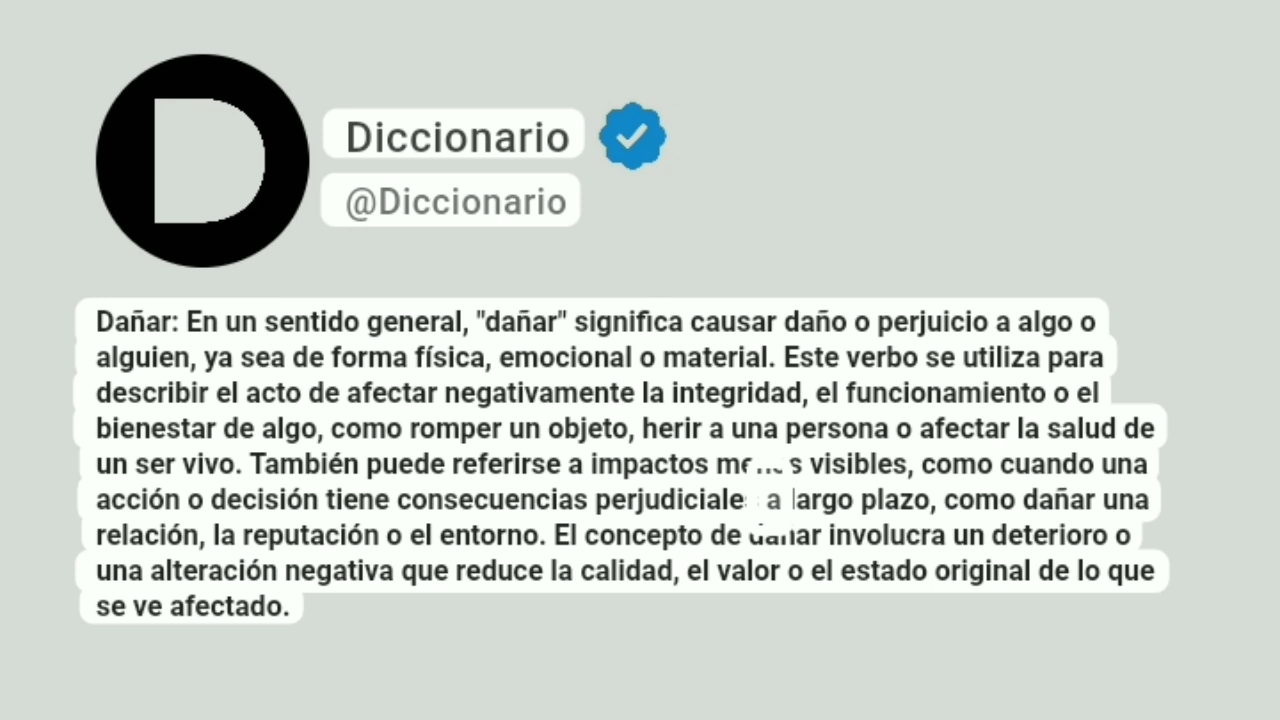 D
Diccionario
@Diccionario
Dañar: En un sentido general, "dañar" significa causar daño o perjuicio a algo o
alguien, ya sea de forma física, emocional o material. Este verbo se utiliza para
describir el acto de afectar negativamente la integridad, el funcionamiento o el
bienestar de algo, como romper un objeto, herir a una persona o afectar la salud de
un ser vivo. También puede referirse a impactos menos visibles, como cuando una
acción o decisión tiene consecuencias perjudiciales a largo plazo, como dañar una
relación, la reputación o el entorno. El concepto de dañar involucra un deterioro o
una alteración negativa que reduce la calidad, el valor o el estado original de lo que
se ve afectado.